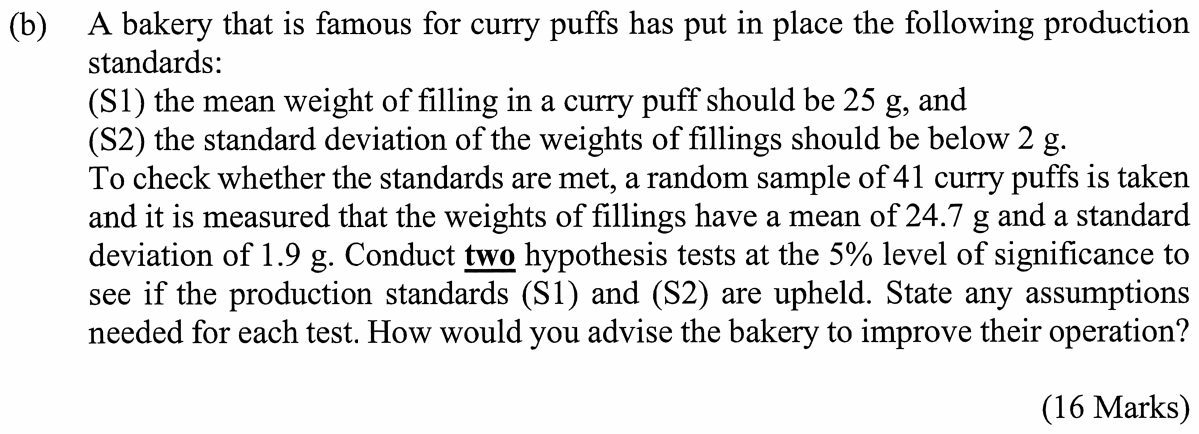 (b) A bakery that is famous for curry puffs has put in place the following production
standards:
(S1) the mean weight of filling in a curry puff should be 25 g, and
(S2) the standard deviation of the weights of fillings should be below 2 g.
To check whether the standards are met, a random sample of 41 curry puffs is taken
and it is measured that the weights of fillings have a mean of 24.7 g and a standard
deviation of 1.9 g. Conduct two hypothesis tests at the 5% level of significance to
see if the production standards (S1) and (S2) are upheld. State any assumptions
needed for each test. How would you advise the bakery to improve their operation?
(16 Marks)